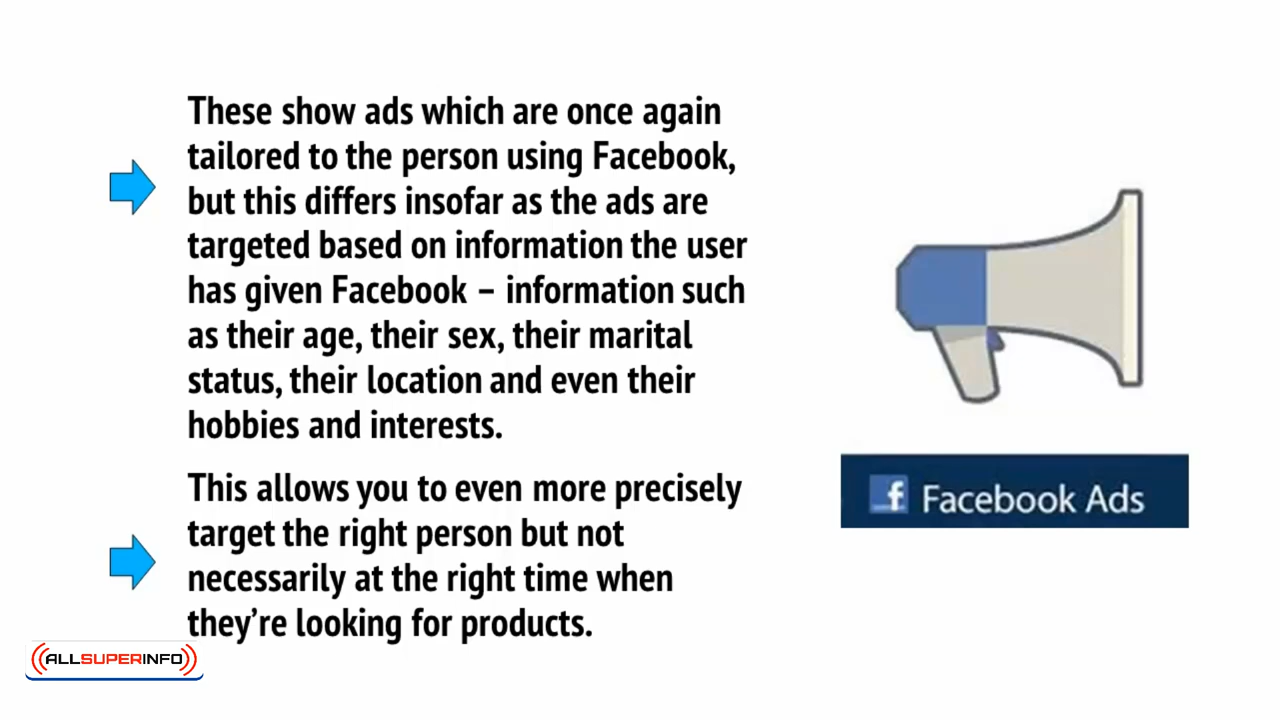 These show ads which are once again
tailored to the person using Facebook,
but this differs insofar as the ads are
targeted based on information the user
has given Facebook – information such
as their age, their sex, their marital
status, their location and even their
hobbies and interests.
This allows you to even more precisely
target the right person but not
necessarily at the right time when
they’re looking for products.
f Facebook Ads
ALLSUPERINFO